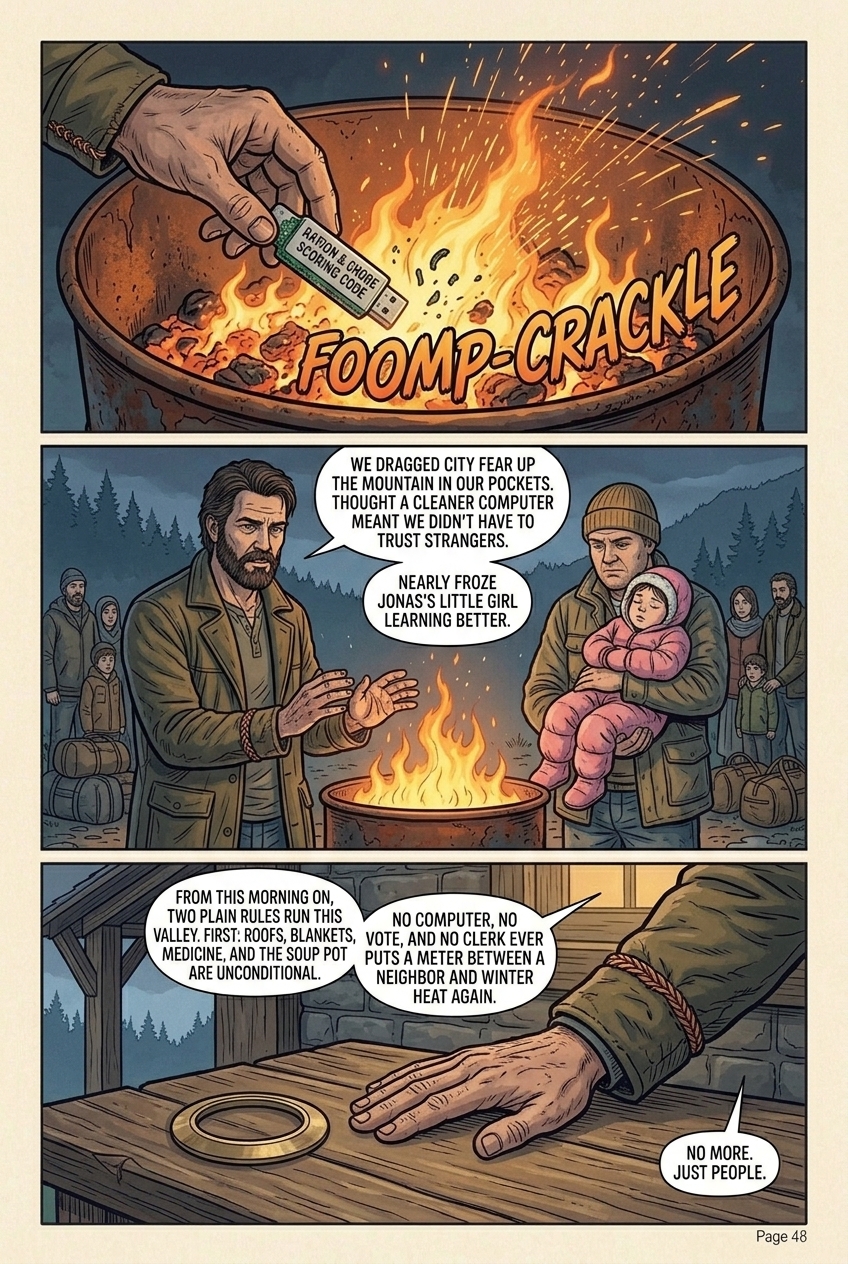 RATION & CHORE
SCORING CODE
FOOMP-CRACKLE
WE DRAGGED CITY FEAR UP
THE MOUNTAIN IN OUR POCKETS.
THOUGHT A CLEANER COMPUTER
MEANT WE DIDN'T HAVE TO
TRUST STRANGERS.
NEARLY FROZE
JONAS'S LITTLE GIRL
LEARNING BETTER.
FROM THIS MORNING ON,
TWO PLAIN RULES RUN THIS
VALLEY. FIRST: ROOFS, BLANKETS,
MEDICINE, AND THE SOUP POT
ARE UNCONDITIONAL.
NO COMPUTER, NO
VOTE, AND NO CLERK EVER
PUTS A METER BETWEEN A
NEIGHBOR AND WINTER
HEAT AGAIN.
NO MORE.
JUST PEOPLE.
Page 48